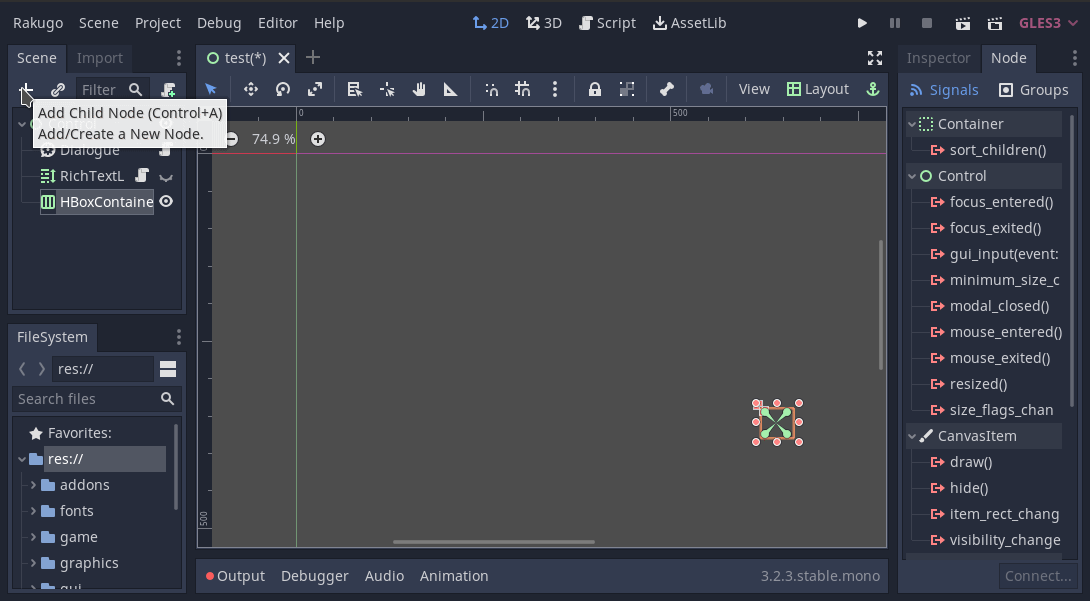 Rakugo Scene Project Debug Editor Help 2D 3D Script AssetLib GLES3
Scene Import
test(*)
Inspector Node
Filter
View Layout
Signals Groups
Add Child Node (Control+A)
Add/Create a New Node.
0 500
74.9 %
Dialogue
RichTextL
HBoxContaine
500
Container
sort_children()
Control
focus_entered()
focus_exited()
gui_input(event:
minimum_size_c
modal_closed()
mouse_entered()
mouse_exited()
resized()
size_flags_chan
CanvasItem
draw()
hide()
item_rect_chang
visibility_change
Connect...
FileSystem
res://
Search files
Favorites:
res://
addons
fonts
game
graphics
gui
Output Debugger Audio Animation 3.2.3.stable.mono